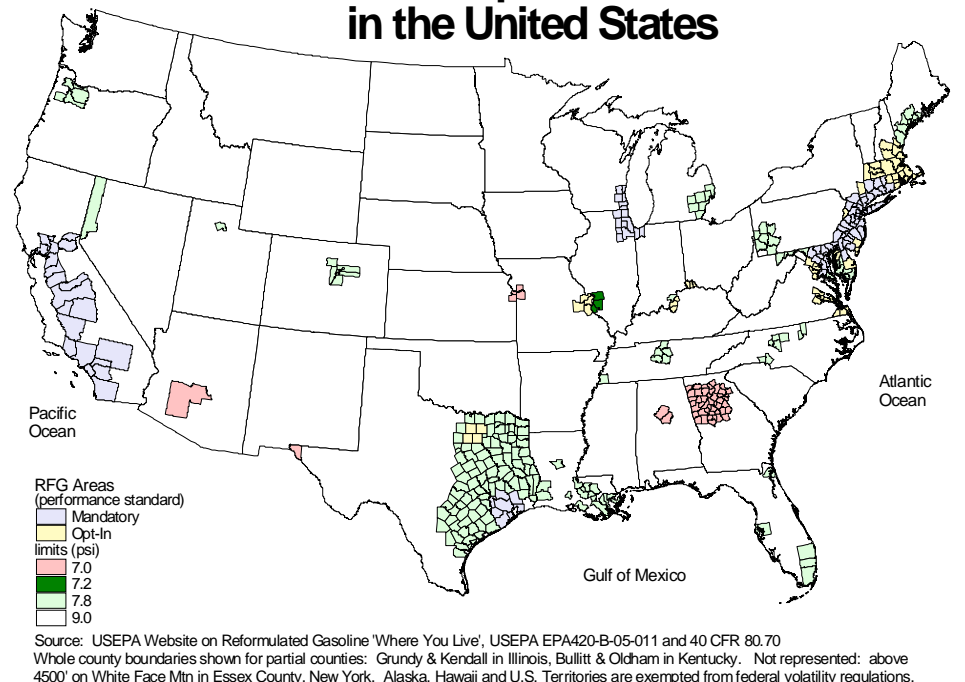 in the United States
Pacific
Ocean
Atlantic
Ocean
Gulf of Mexico
RFG Areas
(performance standard)
Mandatory
Opt-In
limits (psi)
7.0
7.2
7.8
9.0
Source: USEPA Website on Reformulated Gasoline 'Where You Live', USEPA EPA420-B-05-011 and 40 CFR 80.70
Whole county boundaries shown for partial counties: Grundy & Kendall in Illinois, Bullitt & Oldham in Kentucky. Not represented: above
4500' on White Face Mtn in Essex County, New York. Alaska, Hawaii and U.S. Territories are exempted from federal volatility regulations.